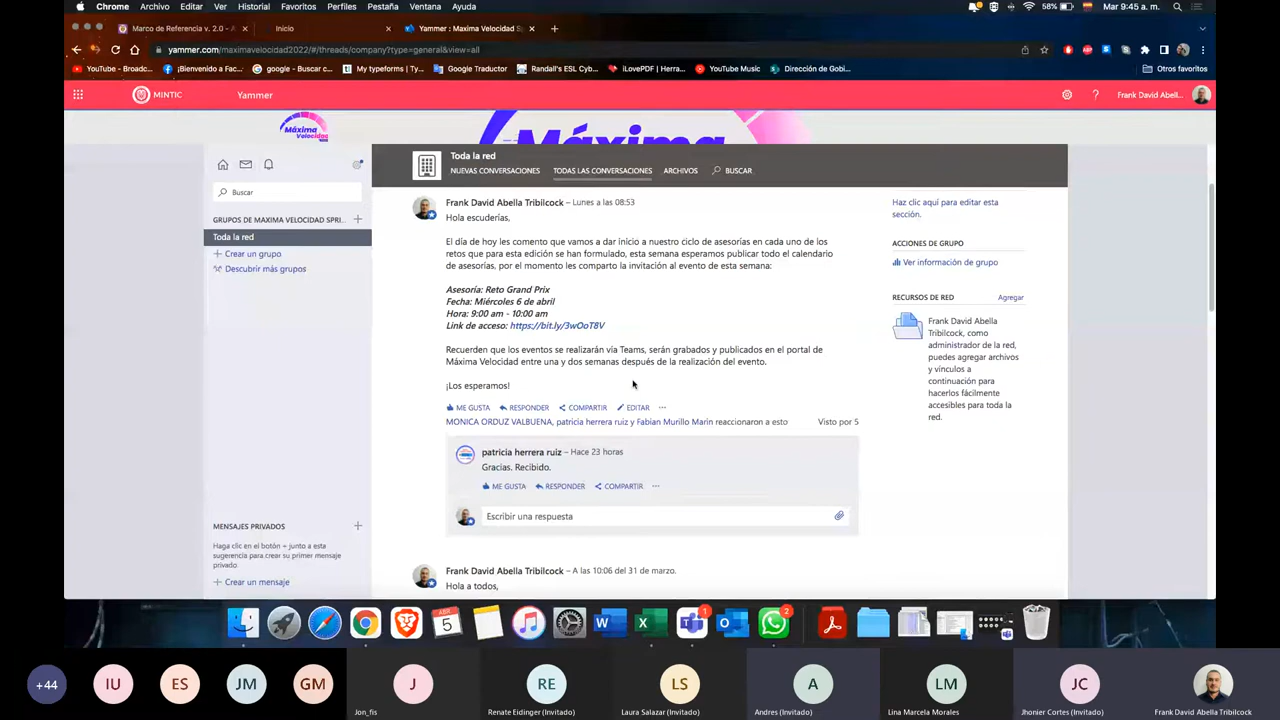 Chrome Archivo Editar Ver Historial Favoritos Perfiles Pestaña Ventana Ayuda 58% Mar 9:45 a. m.
Marco de Referencia v. 2.0 - A Inicio Yammer : Maxima Velocidad S
yammer.com/maximavelocidad2022/#/threads/company?type=general&view=all
YouTube - Broadc... ¡Bienvenido a Fac... google - Buscar c... My typeforms | Ty... Google Traductor Randall's ESL Cyb... iLovePDF | Herra... YouTube Music Dirección de Gobi... Otros favoritos
MINTIC Yammer Frank David Abell...
Máxima Velocidad Máxima
Toda la red
NUEVAS CONVERSACIONES TODAS LAS CONVERSACIONES ARCHIVOS BUSCAR
Buscar
GRUPOS DE MAXIMA VELOCIDAD SPRI...
Toda la red
Crear un grupo
Descubrir más grupos
MENSAJES PRIVADOS
Haga clic en el botón + junto a esta
sugerencia para crear su primer mensaje
privado.
Crear un mensaje
Frank David Abella Tribilcock – Lunes a las 08:53
Hola escuderías,
El día de hoy les comento que vamos a dar inicio a nuestro ciclo de asesorías en cada uno de los
retos que para esta edición se han formulado, esta semana esperamos publicar todo el calendario
de asesorías, por el momento les comparto la invitación al evento de esta semana:
Asesoría: Reto Grand Prix
Fecha: Miércoles 6 de abril
Hora: 9:00 am - 10:00 am
Link de acceso: https://bit.ly/3wOoT8V
Recuerden que los eventos se realizarán vía Teams, serán grabados y publicados en el portal de
Máxima Velocidad entre una y dos semanas después de la realización del evento.
¡Los esperamos!
ME GUSTA RESPONDER COMPARTIR EDITAR ...
MONICA ORDUZ VALBUENA, patricia herrera ruiz y Fabian Murillo Marin reaccionaron a esto Visto por 5
patricia herrera ruiz – Hace 23 horas
Gracias. Recibido.
ME GUSTA RESPONDER COMPARTIR ...
Escribir una respuesta
Frank David Abella Tribilcock – A las 10:06 del 31 de marzo.
Hola a todos,
Haz clic aquí para editar esta
sección.
ACCIONES DE GRUPO
Ver información de grupo
RECURSOS DE RED Agregar
Frank David Abella
Tribilcock, como
administrador de la red,
puedes agregar archivos
y vínculos a
continuación para
hacerlos fácilmente
accesibles para toda la
red.
ABR
5
1
2
+44 IU ES JM GM J RE LS A LM JC
Jon_fis Renate Eidinger (Invitado) Laura Salazar (Invitado) Andres (Invitado) Lina Marcela Morales Jhonier Cortes (Invitado) Frank David Abella Tribilcock